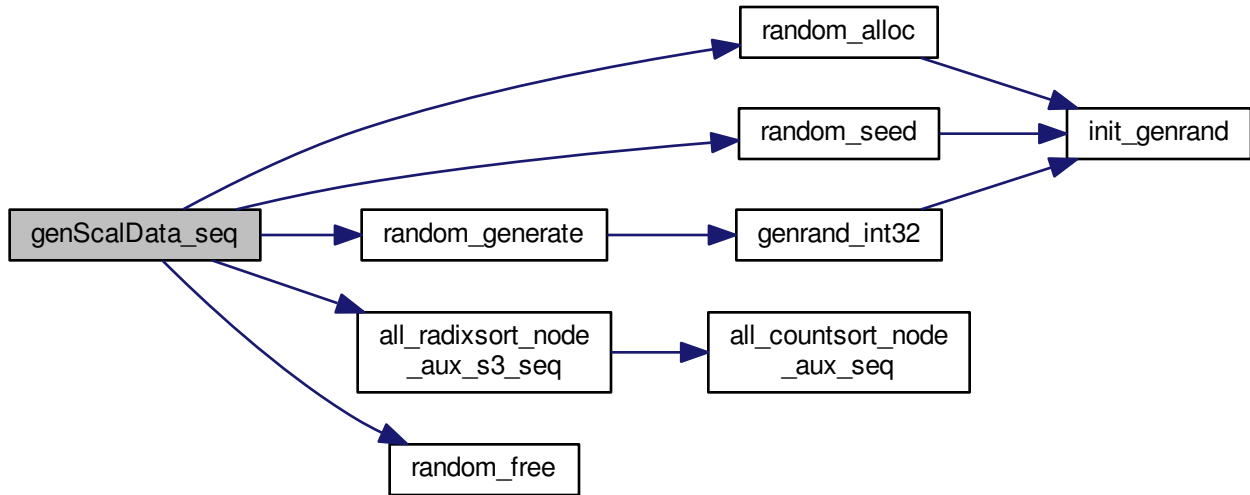 random_alloc
random_seed
init_genrand
genScalData_seq
random_generate
genrand_int32
all_radixsort_node
_aux_s3_seq
all_countsort_node
_aux_seq
random_free